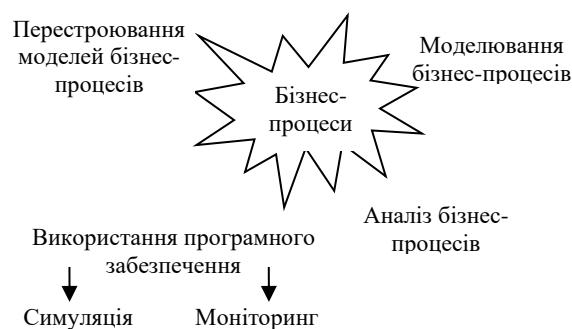 Перестроювання
моделей бізнес-
процесів
Моделювання
бізнес-процесів
Бізнес-
процеси
Аналіз бізнес-
процесів
Використання програмного
забезпечення
Симуляція
Моніторинг